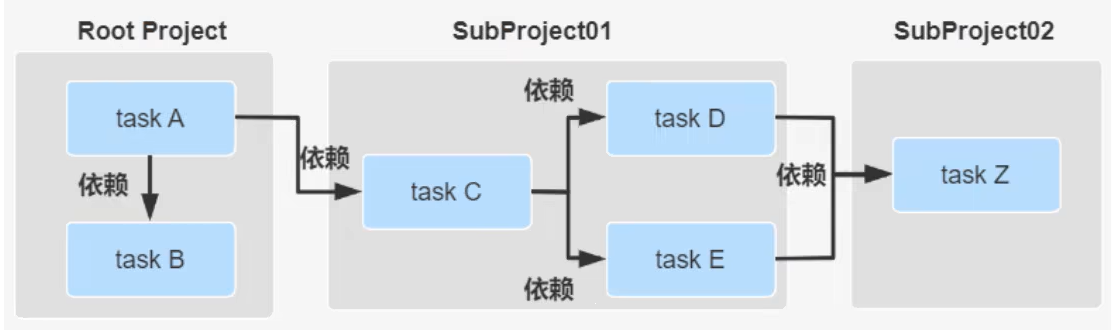 Root Project
SubProject01
SubProject02
task A
依赖
task B
依赖
task C
依赖
task D
依赖
task E
依赖
task Z